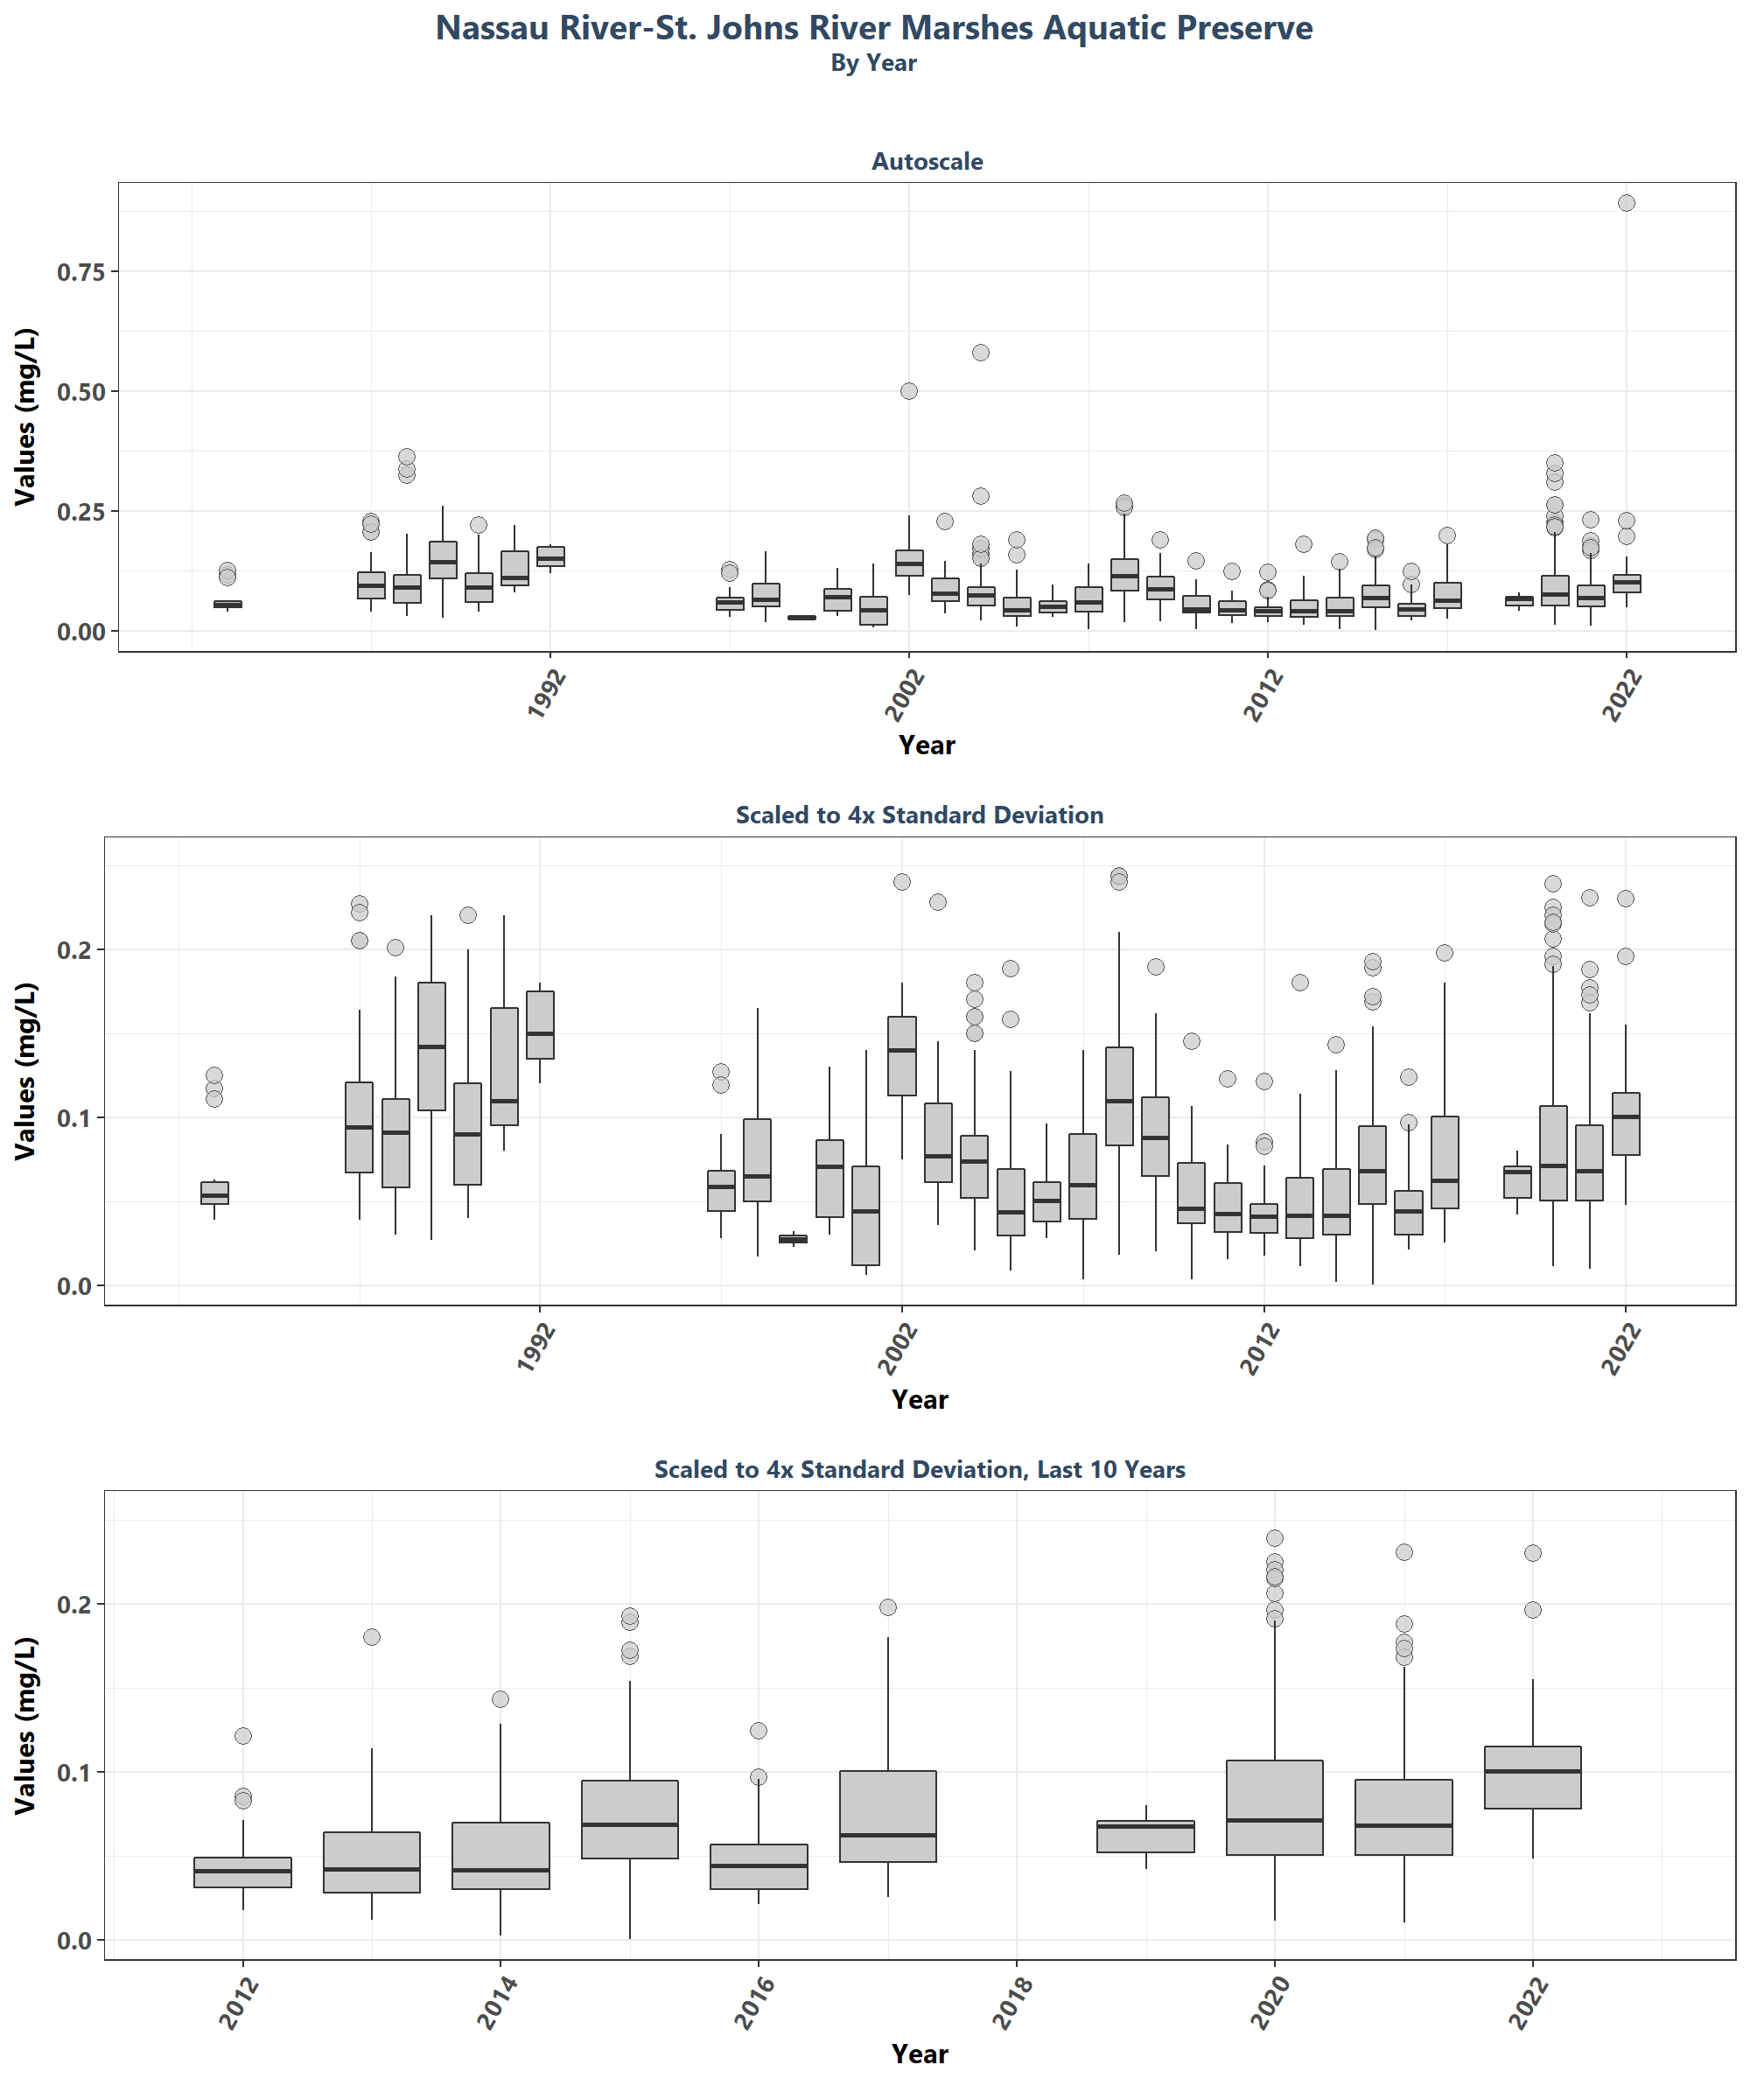 Nassau River-St. Johns River Marshes Aquatic Preserve
By Year
Autoscale
Values (mg/L)
0.75
0.50
0.25
0.00
1992
2002
2012
2022
Year
Scaled to 4x Standard Deviation
Values (mg/L)
0.2
0.1
0.0
1992
2002
2012
2022
Year
Scaled to 4x Standard Deviation, Last 10 Years
Values (mg/L)
0.2
0.1
0.0
2012
2014
2016
2018
2020
2022
Year